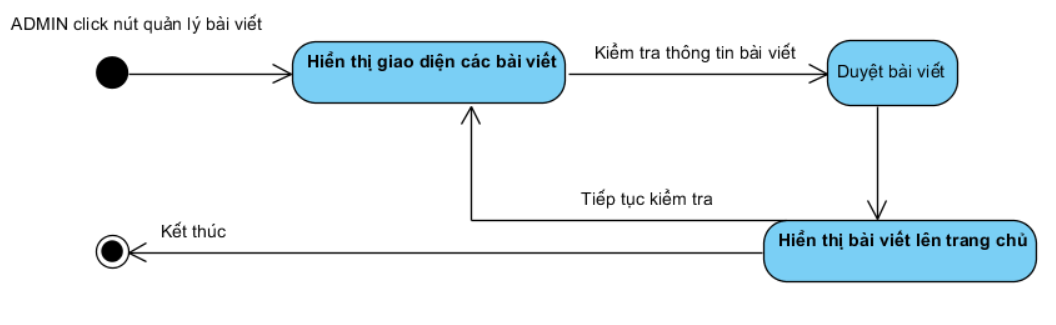 ADMIN click nút quản lý bài viết
Hiển thị giao diện các bài viết
Kiểm tra thông tin bài viết
Duyệt bài viết
Tiếp tục kiểm tra
Kết thúc
Hiển thị bài viết lên trang chủ